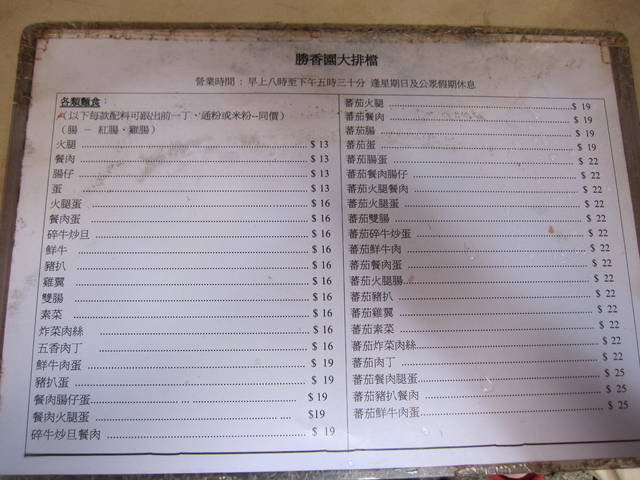 勝香園大排檔
營業時間 : 早上八時至下午五時三十分 逢星期日及公眾假期休息
各類麵食 :
(以下每款配料可跟出前一丁、通粉或米粉--同價)
(腸 － 紅腸、雞腸)
火腿 $ 13
餐肉 $ 13
腸仔 $ 13
蛋 $ 13
火腿蛋 $ 16
餐肉蛋 $ 16
碎牛炒旦 $ 16
鮮牛 $ 16
豬扒 $ 16
雞翼 $ 16
雙腸 $ 16
素菜 $ 16
炸菜肉絲 $ 16
五香肉丁 $ 16
鮮牛肉蛋 $ 19
豬扒蛋 $ 19
餐肉腸仔蛋 $ 19
餐肉火腿蛋 $19
碎牛炒旦餐肉 $ 19
蕃茄火腿 $ 19
蕃茄餐肉 $ 19
蕃茄腸 $ 19
蕃茄蛋 $ 19
蕃茄腸蛋 $ 22
蕃茄餐肉腸仔 $ 22
蕃茄火腿餐肉 $ 22
蕃茄火腿蛋 $ 22
蕃茄雙腸 $ 22
蕃茄碎牛炒蛋 $ 22
蕃茄鮮牛肉 $ 22
蕃茄餐肉蛋 $ 22
蕃茄火腿腸 $ 22
蕃茄豬扒 $ 22
蕃茄雞翼 $ 22
蕃茄素菜 $ 22
蕃茄炸菜肉絲 $ 22
蕃茄肉丁 $ 22
蕃茄餐肉腿蛋 $ 25
蕃茄豬扒餐肉 $ 25
蕃茄鮮牛肉蛋 $ 25